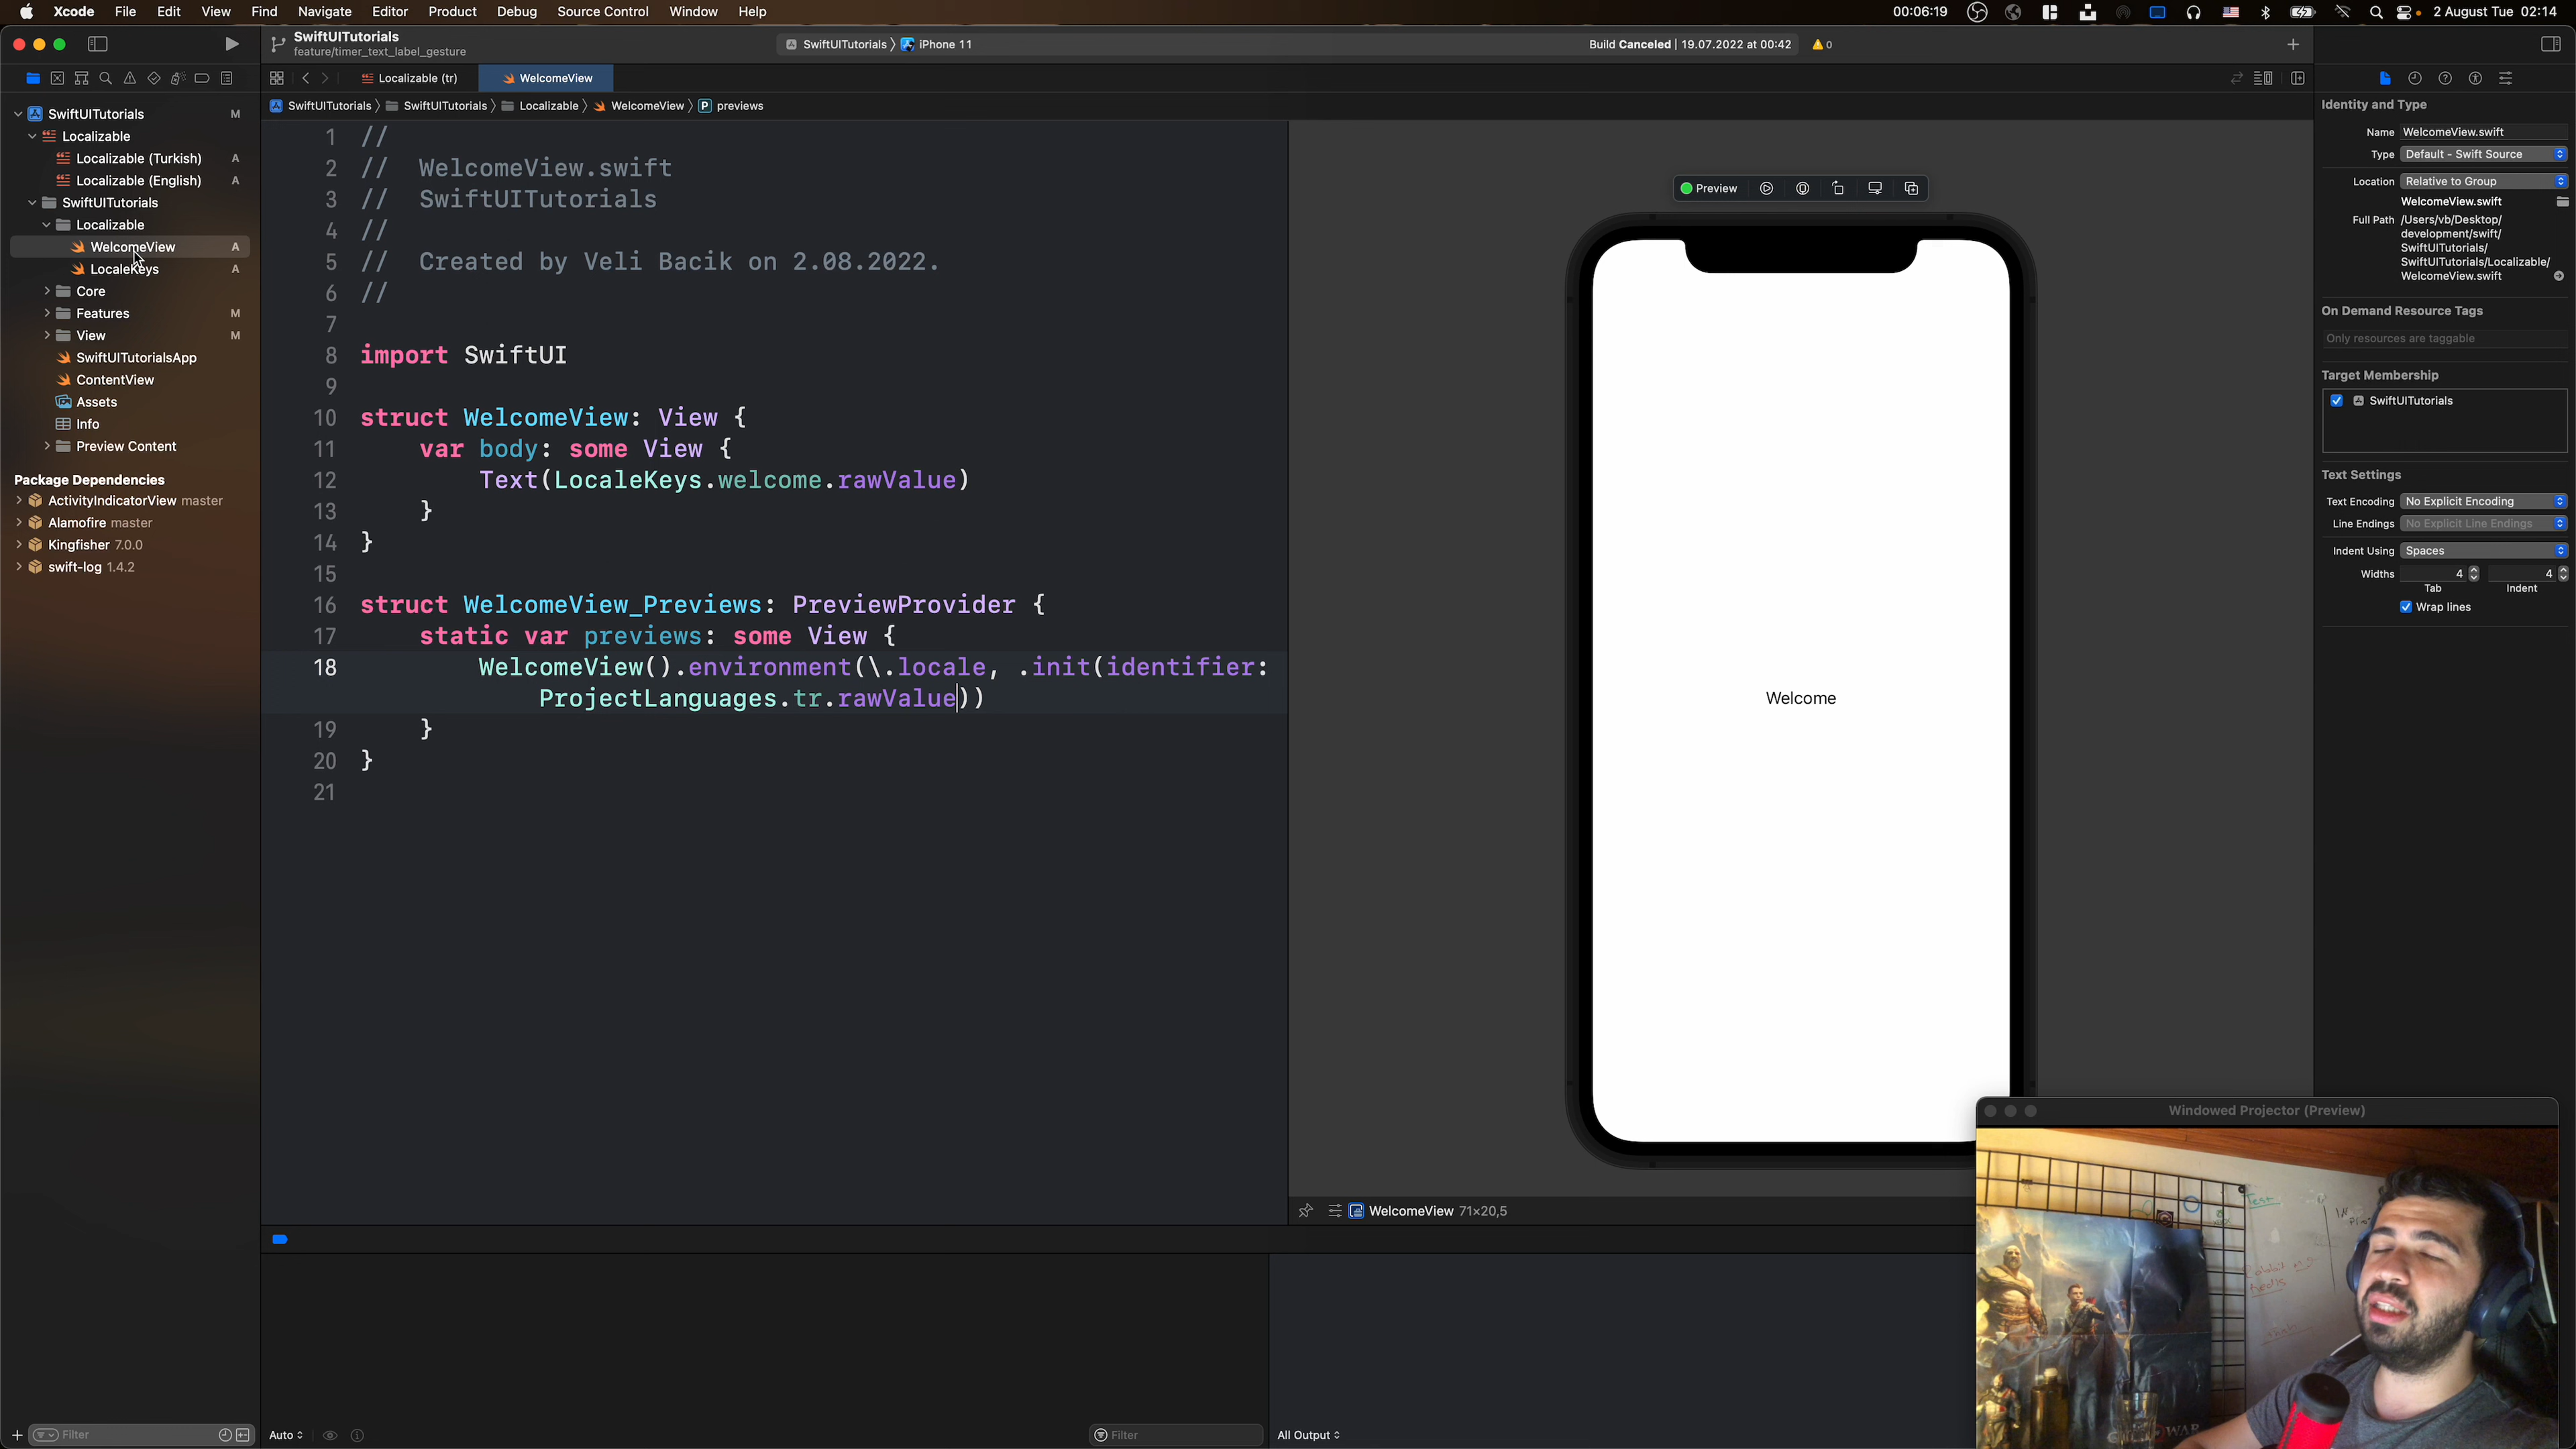 Xcode File Edit View Find Navigate Editor Product Debug Source Control Window Help
00:06:19
2 August Tue 02:14
SwiftUITutorials
feature/timer_text_label_gesture
SwiftUITutorials iPhone 11
Build Canceled | 19.07.2022 at 00:42
0
Localizable (tr)
WelcomeView
SwiftUITutorials SwiftUITutorials Localizable WelcomeView P previews
SwiftUITutorials M
Localizable
Localizable (Turkish) A
Localizable (English) A
SwiftUITutorials
Localizable
WelcomeView A
LocaleKeys A
Core
Features M
View M
SwiftUITutorialsApp
ContentView
Assets
Info
Preview Content
Package Dependencies
ActivityIndicatorView master
Alamofire master
Kingfisher 7.0.0
swift-log 1.4.2
Filter
1 //
2 //  WelcomeView.swift
3 //  SwiftUITutorials
4 //
5 //  Created by Veli Bacik on 2.08.2022.
6 //
7
8 import SwiftUI
9
10 struct WelcomeView: View {
11     var body: some View {
12         Text(LocaleKeys.welcome.rawValue)
13     }
14 }
15
16 struct WelcomeView_Previews: PreviewProvider {
17     static var previews: some View {
18         WelcomeView().environment(\.locale, .init(identifier:
ProjectLanguages.tr.rawValue))
19     }
20 }
21
Preview
Welcome
WelcomeView 71×20,5
Auto
Filter
All Output
Identity and Type
Name WelcomeView.swift
Type Default - Swift Source
Location Relative to Group
WelcomeView.swift
Full Path /Users/vb/Desktop/
development/swift/
SwiftUITutorials/
SwiftUITutorials/Localizable/
WelcomeView.swift
On Demand Resource Tags
Only resources are taggable
Target Membership
SwiftUITutorials
Text Settings
Text Encoding No Explicit Encoding
Line Endings No Explicit Line Endings
Indent Using Spaces
Widths 4 4
Tab Indent
Wrap lines
Windowed Projector (Preview)
Test
WAR